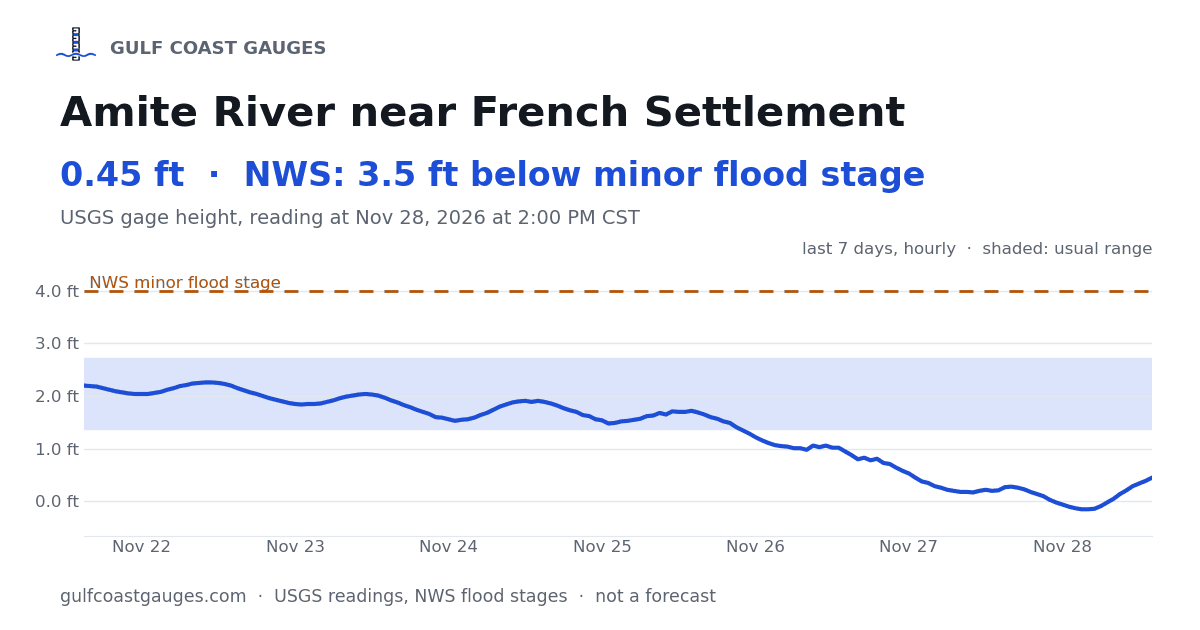 GULF COAST GAUGES
Amite River near French Settlement
0.45 ft · NWS: 3.5 ft below minor flood stage
USGS gage height, reading at Nov 28, 2026 at 2:00 PM CST
last 7 days, hourly · shaded: usual range
NWS minor flood stage
4.0 ft
3.0 ft
2.0 ft
1.0 ft
0.0 ft
Nov 22 Nov 23 Nov 24 Nov 25 Nov 26 Nov 27 Nov 28
gulfcoastgauges.com · USGS readings, NWS flood stages · not a forecast